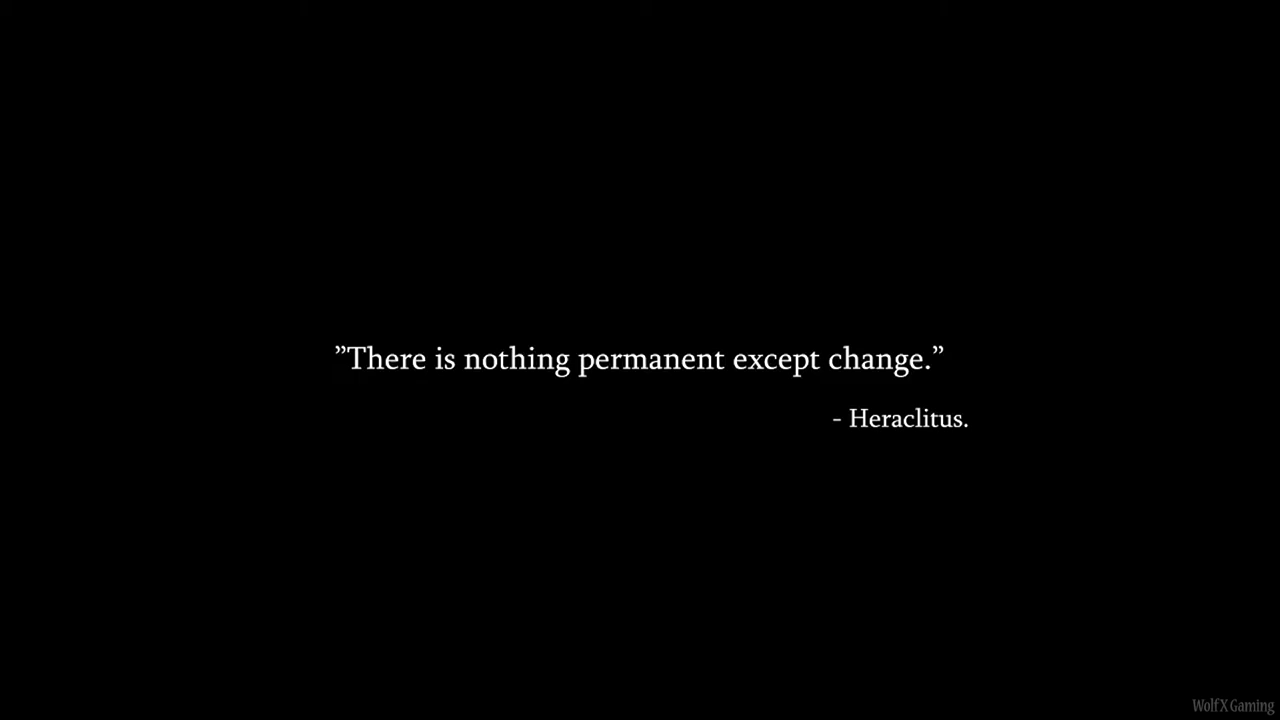 ”There is nothing permanent except change.”
- Heraclitus.
WolfX Gaming